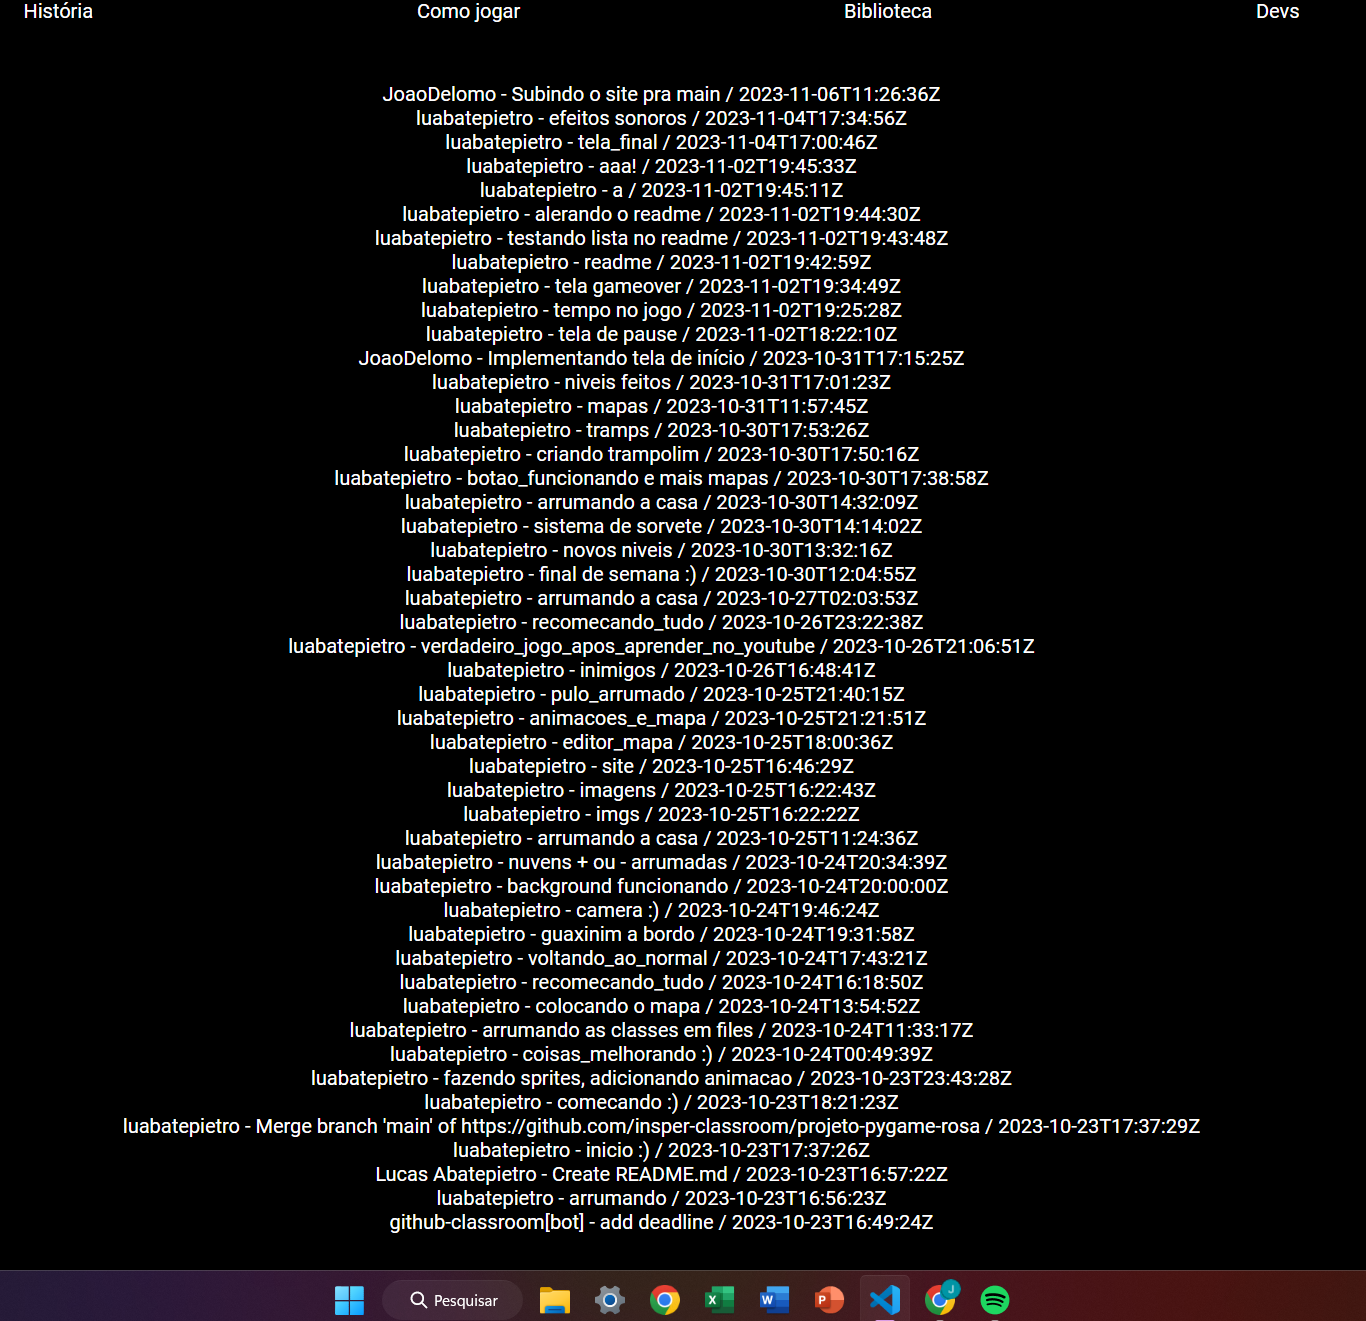 História Como jogar Biblioteca Devs
JoaoDelomo - Subindo o site pra main / 2023-11-06T11:26:36Z
luabatepietro - efeitos sonoros / 2023-11-04T17:34:56Z
luabatepietro - tela_final / 2023-11-04T17:00:46Z
luabatepietro - aaa! / 2023-11-02T19:45:33Z
luabatepietro - a / 2023-11-02T19:45:11Z
luabatepietro - alerando o readme / 2023-11-02T19:44:30Z
luabatepietro - testando lista no readme / 2023-11-02T19:43:48Z
luabatepietro - readme / 2023-11-02T19:42:59Z
luabatepietro - tela gameover / 2023-11-02T19:34:49Z
luabatepietro - tempo no jogo / 2023-11-02T19:25:28Z
luabatepietro - tela de pause / 2023-11-02T18:22:10Z
JoaoDelomo - Implementando tela de início / 2023-10-31T17:15:25Z
luabatepietro - niveis feitos / 2023-10-31T17:01:23Z
luabatepietro - mapas / 2023-10-31T11:57:45Z
luabatepietro - tramps / 2023-10-30T17:53:26Z
luabatepietro - criando trampolim / 2023-10-30T17:50:16Z
luabatepietro - botao_funcionando e mais mapas / 2023-10-30T17:38:58Z
luabatepietro - arrumando a casa / 2023-10-30T14:32:09Z
luabatepietro - sistema de sorvete / 2023-10-30T14:14:02Z
luabatepietro - novos niveis / 2023-10-30T13:32:16Z
luabatepietro - final de semana :) / 2023-10-30T12:04:55Z
luabatepietro - arrumando a casa / 2023-10-27T02:03:53Z
luabatepietro - recomecando_tudo / 2023-10-26T23:22:38Z
luabatepietro - verdadeiro_jogo_apos_aprender_no_youtube / 2023-10-26T21:06:51Z
luabatepietro - inimigos / 2023-10-26T16:48:41Z
luabatepietro - pulo_arrumado / 2023-10-25T21:40:15Z
luabatepietro - animacoes_e_mapa / 2023-10-25T21:21:51Z
luabatepietro - editor_mapa / 2023-10-25T18:00:36Z
luabatepietro - site / 2023-10-25T16:46:29Z
luabatepietro - imagens / 2023-10-25T16:22:43Z
luabatepietro - imgs / 2023-10-25T16:22:22Z
luabatepietro - arrumando a casa / 2023-10-25T11:24:36Z
luabatepietro - nuvens + ou - arrumadas / 2023-10-24T20:34:39Z
luabatepietro - background funcionando / 2023-10-24T20:00:00Z
luabatepietro - camera :) / 2023-10-24T19:46:24Z
luabatepietro - guaxinim a bordo / 2023-10-24T19:31:58Z
luabatepietro - voltando_ao_normal / 2023-10-24T17:43:21Z
luabatepietro - recomecando_tudo / 2023-10-24T16:18:50Z
luabatepietro - colocando o mapa / 2023-10-24T13:54:52Z
luabatepietro - arrumando as classes em files / 2023-10-24T11:33:17Z
luabatepietro - coisas_melhorando :) / 2023-10-24T00:49:39Z
luabatepietro - fazendo sprites, adicionando animacao / 2023-10-23T23:43:28Z
luabatepietro - comecando :) / 2023-10-23T18:21:23Z
luabatepietro - Merge branch 'main' of https://github.com/insper-classroom/projeto-pygame-rosa / 2023-10-23T17:37:29Z
luabatepietro - inicio :) / 2023-10-23T17:37:26Z
Lucas Abatepietro - Create README.md / 2023-10-23T16:57:22Z
luabatepietro - arrumando / 2023-10-23T16:56:23Z
github-classroom[bot] - add deadline / 2023-10-23T16:49:24Z
Pesquisar X W P J